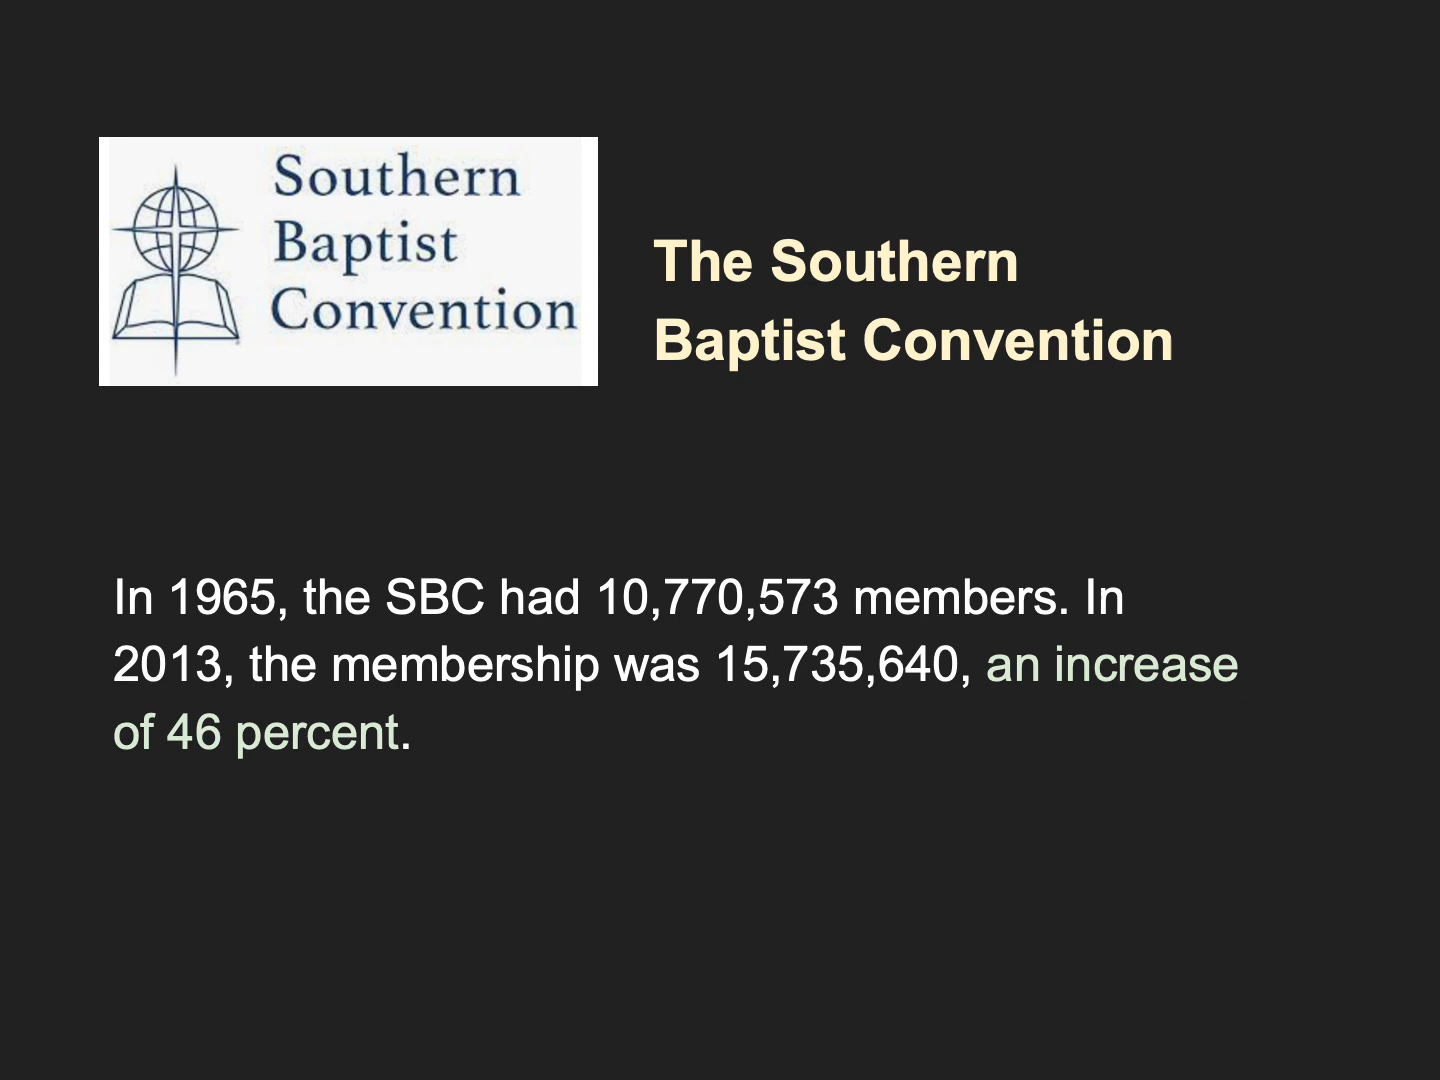 Southern
Baptist
Convention
The Southern
Baptist Convention
In 1965, the SBC had 10,770,573 members. In
2013, the membership was 15,735,640, an increase
of 46 percent.